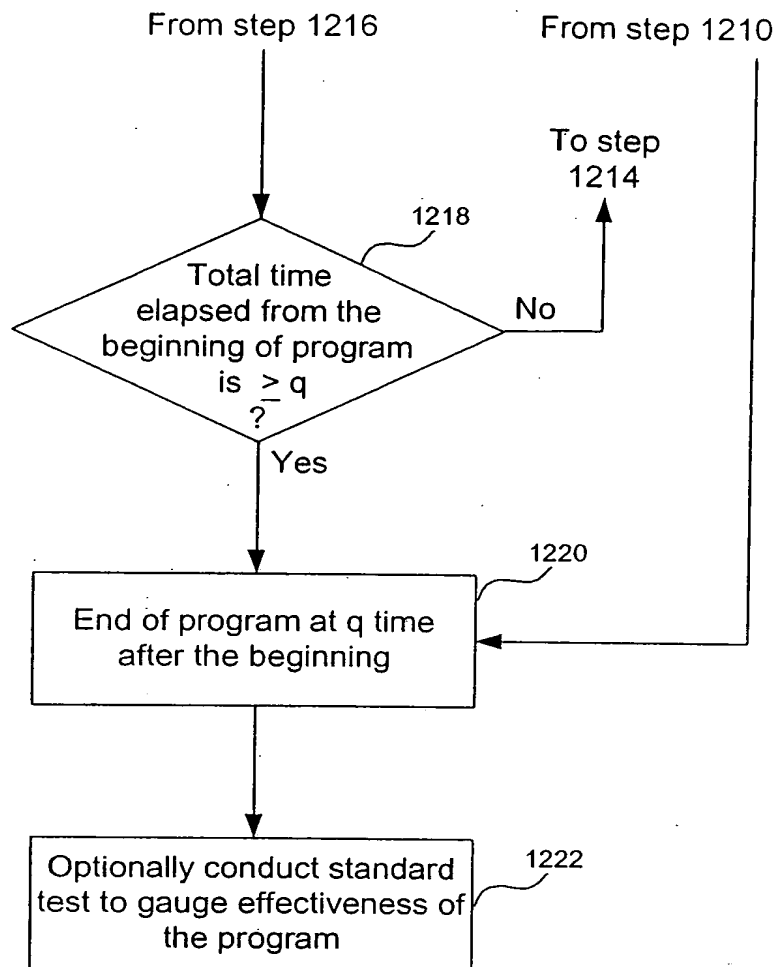 From step 1216
From step 1210
To step
1214
1218
Total time
elapsed from the
beginning of program
is ≥ q
?
No
Yes
1220
End of program at q time
after the beginning
1222
Optionally conduct standard
test to gauge effectiveness of
the program